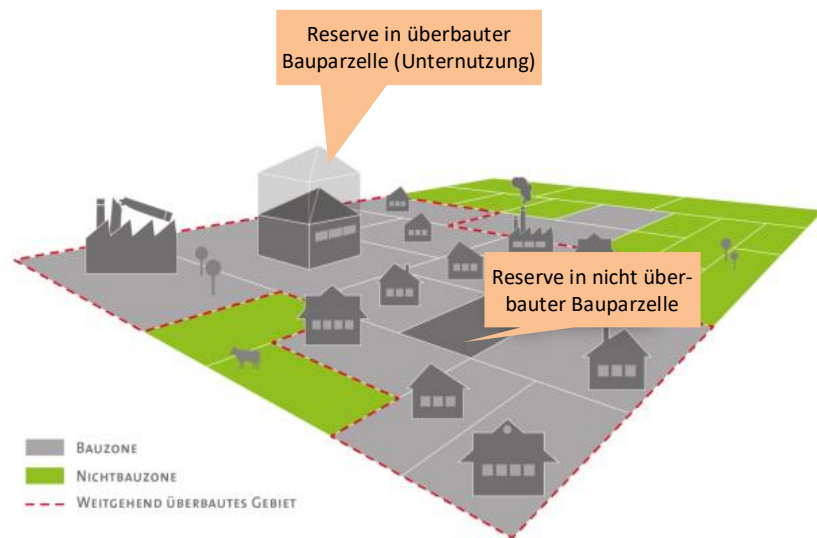 Reserve in überbauter
Bauparzelle (Unternutzung)
Reserve in nicht über-
bauter Bauparzelle
BAUZONE
NICHTBAUZONE
WEITGEHEND ÜBERBAUTES GEBIET